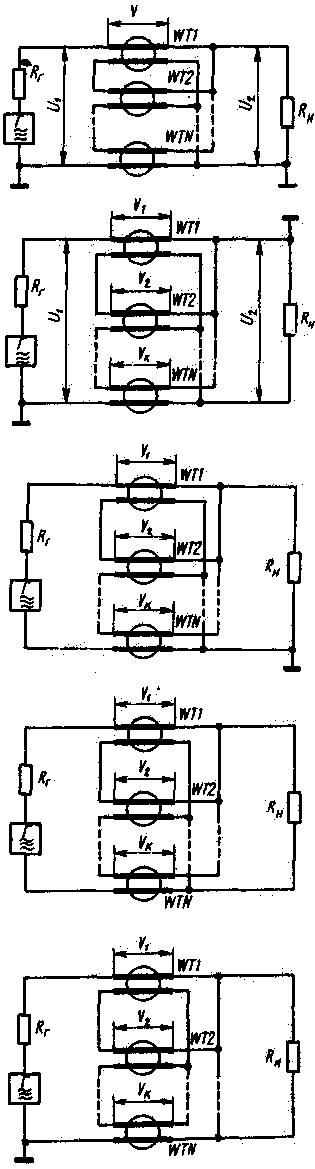 V
WT1
Rг
U₁
WT2
U₂
Rн
WTN
V₁
WT1
Rг
U₁
V₂
WT2
U₂
Rн
Vк
WTN
V₁
WT1
Rг
V₂
WT2
Rн
Vк
WTN
V₁
WT1
Rг
V₂
WT2
Rн
Vк
WTN
V₁
WT1
Rг
V₂
WT2
Rн
Vк
WTN